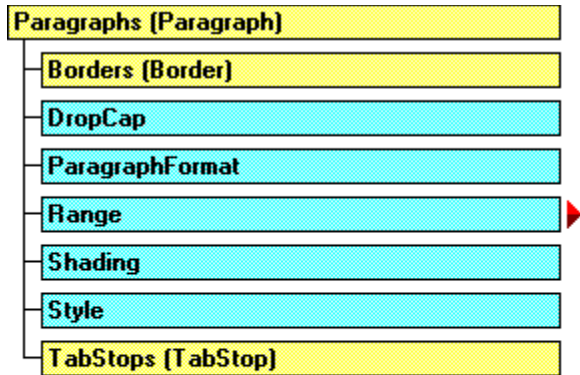 Paragraphs (Paragraph)
Borders (Border)
DropCap
ParagraphFormat
Range
Shading
Style
TabStops (TabStop)